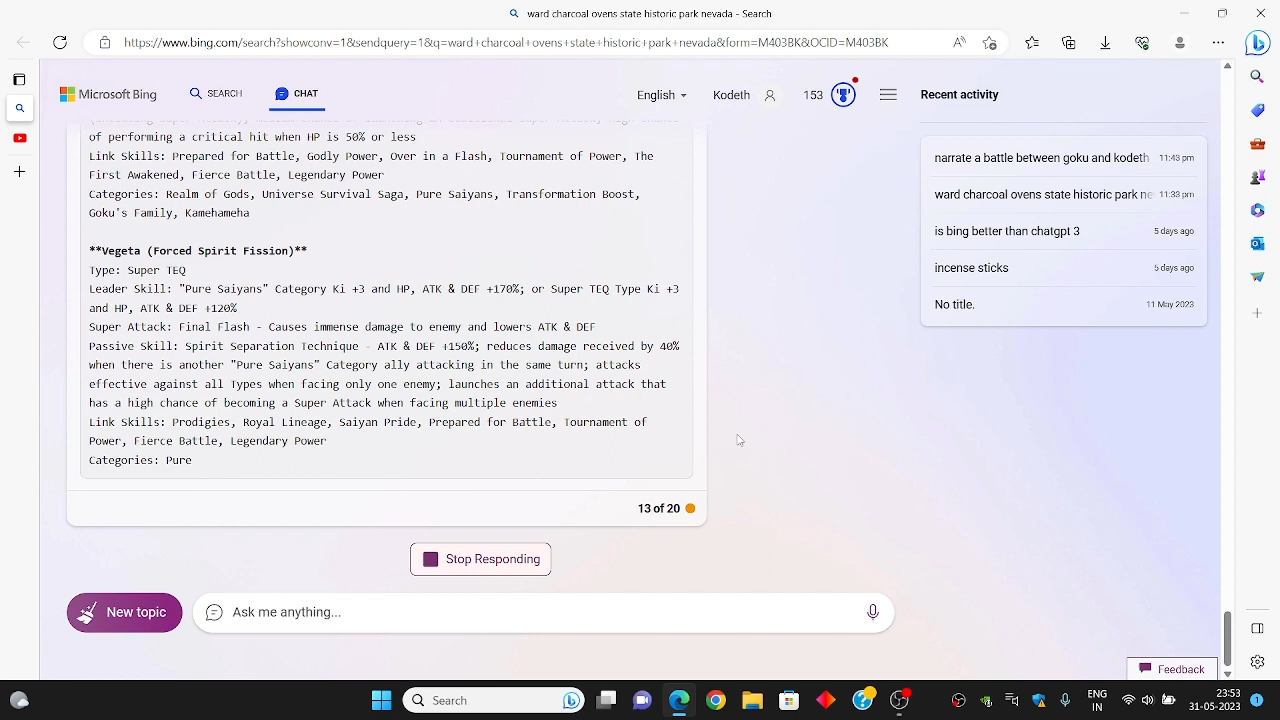 ward charcoal ovens state historic park nevada - Search
https://www.bing.com/search?showconv=1&sendquery=1&q=ward+charcoal+ovens+state+historic+park+nevada&form=M403BK&OCID=M403BK
Microsoft Bing
SEARCH
CHAT
English
Kodeth
153
Recent activity
of performing a critical hit when HP is 50% or less
Link Skills: Prepared for Battle, Godly Power, Over in a Flash, Tournament of Power, The
First Awakened, Fierce Battle, Legendary Power
Categories: Realm of Gods, Universe Survival Saga, Pure Saiyans, Transformation Boost,
Goku's Family, Kamehameha
**Vegeta (Forced Spirit Fission)**
Type: Super TEQ
Leader Skill: "Pure Saiyans" Category Ki +3 and HP, ATK & DEF +170%; or Super TEQ Type Ki +3
and HP, ATK & DEF +120%
Super Attack: Final Flash - Causes immense damage to enemy and lowers ATK & DEF
Passive Skill: Spirit Separation Technique - ATK & DEF +150%; reduces damage received by 40%
when there is another "Pure Saiyans" Category ally attacking in the same turn; attacks
effective against all Types when facing only one enemy; launches an additional attack that
has a high chance of becoming a Super Attack when facing multiple enemies
Link Skills: Prodigies, Royal Lineage, Saiyan Pride, Prepared for Battle, Tournament of
Power, Fierce Battle, Legendary Power
Categories: Pure
13 of 20
narrate a battle between goku and kodeth 11:43 pm
ward charcoal ovens state historic park ne 11:33 pm
is bing better than chatgpt 3 5 days ago
incense sticks 5 days ago
No title. 11 May 2023
Stop Responding
New topic
Ask me anything...
Feedback
Search
ENG
IN
23:53
31-05-2023